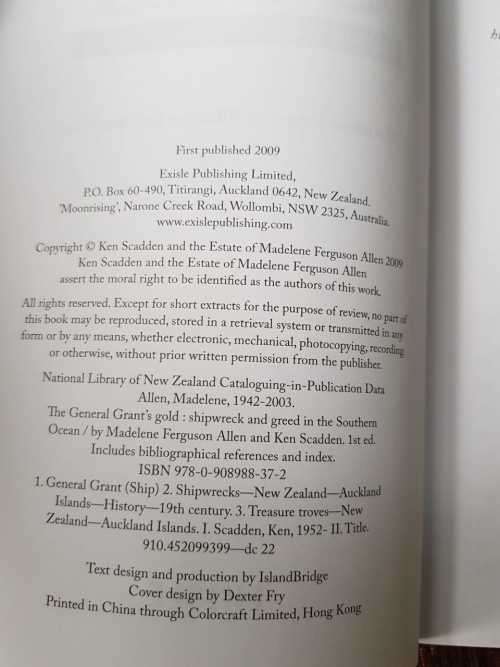 First published 2009
Exisle Publishing Limited,
P.O. Box 60-490, Titirangi, Auckland 0642, New Zealand.
'Moonrising', Narone Creek Road, Wollombi, NSW 2325, Australia.
www.exislepublishing.com
Copyright © Ken Scadden and the Estate of Madelene Ferguson Allen 2009
Ken Scadden and the Estate of Madelene Ferguson Allen
assert the moral right to be identified as the authors of this work.
All rights reserved. Except for short extracts for the purpose of review, no part of
this book may be reproduced, stored in a retrieval system or transmitted in any
form or by any means, whether electronic, mechanical, photocopying, recording
or otherwise, without prior written permission from the publisher.
National Library of New Zealand Cataloguing-in-Publication Data
Allen, Madelene, 1942-2003.
The General Grant's gold : shipwreck and greed in the Southern
Ocean / by Madelene Ferguson Allen and Ken Scadden. 1st ed.
Includes bibliographical references and index.
ISBN 978-0-908988-37-2
1. General Grant (Ship) 2. Shipwrecks—New Zealand—Auckland
Islands—History—19th century. 3. Treasure troves—New
Zealand—Auckland Islands. I. Scadden, Ken, 1952- II. Title.
910.452099399—dc 22
Text design and production by IslandBridge
Cover design by Dexter Fry
Printed in China through Colorcraft Limited, Hong Kong